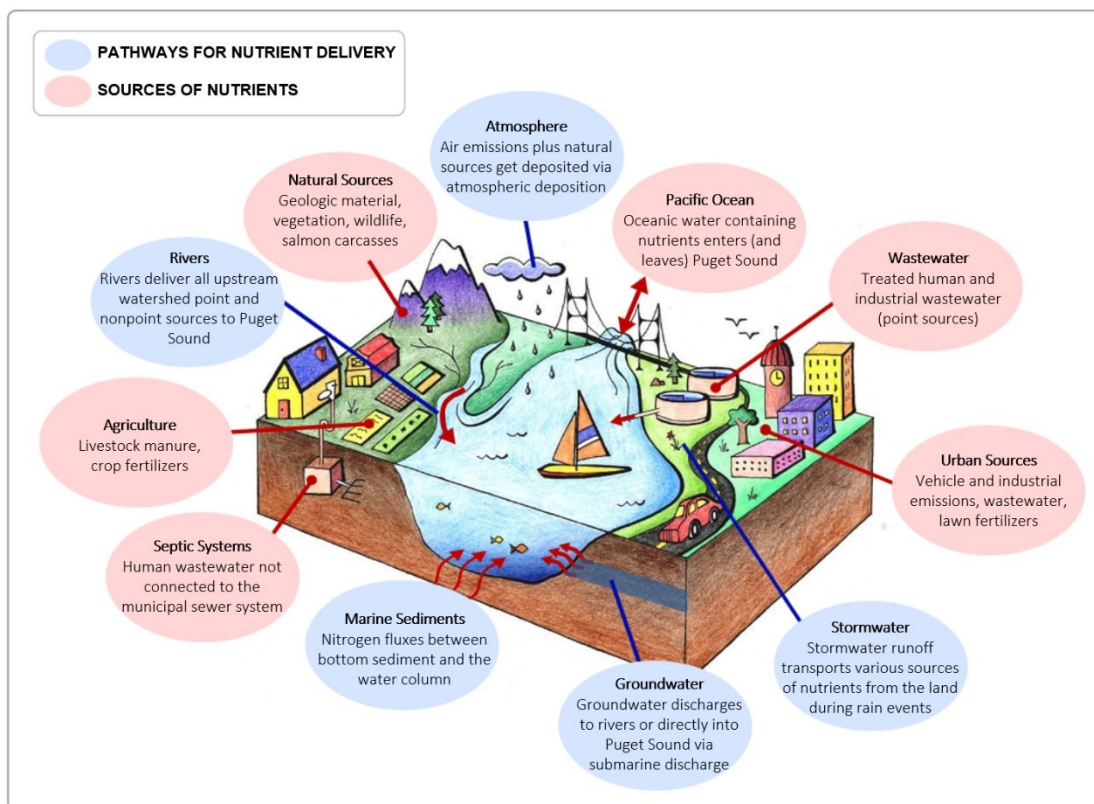 PATHWAYS FOR NUTRIENT DELIVERY
SOURCES OF NUTRIENTS
Atmosphere
Air emissions plus natural
sources get deposited via
atmospheric deposition
Natural Sources
Geologic material,
vegetation, wildlife,
salmon carcasses
Pacific Ocean
Oceanic water containing
nutrients enters (and
leaves) Puget Sound
Rivers
Rivers deliver all upstream
watershed point and
nonpoint sources to Puget
Sound
Wastewater
Treated human and
industrial wastewater
(point sources)
Agriculture
Livestock manure,
crop fertilizers
Urban Sources
Vehicle and industrial
emissions, wastewater,
lawn fertilizers
Septic Systems
Human wastewater not
connected to the
municipal sewer system
Marine Sediments
Nitrogen fluxes between
bottom sediment and the
water column
Groundwater
Groundwater discharges
to rivers or directly into
Puget Sound via
submarine discharge
Stormwater
Stormwater runoff
transports various sources
of nutrients from the land
during rain events